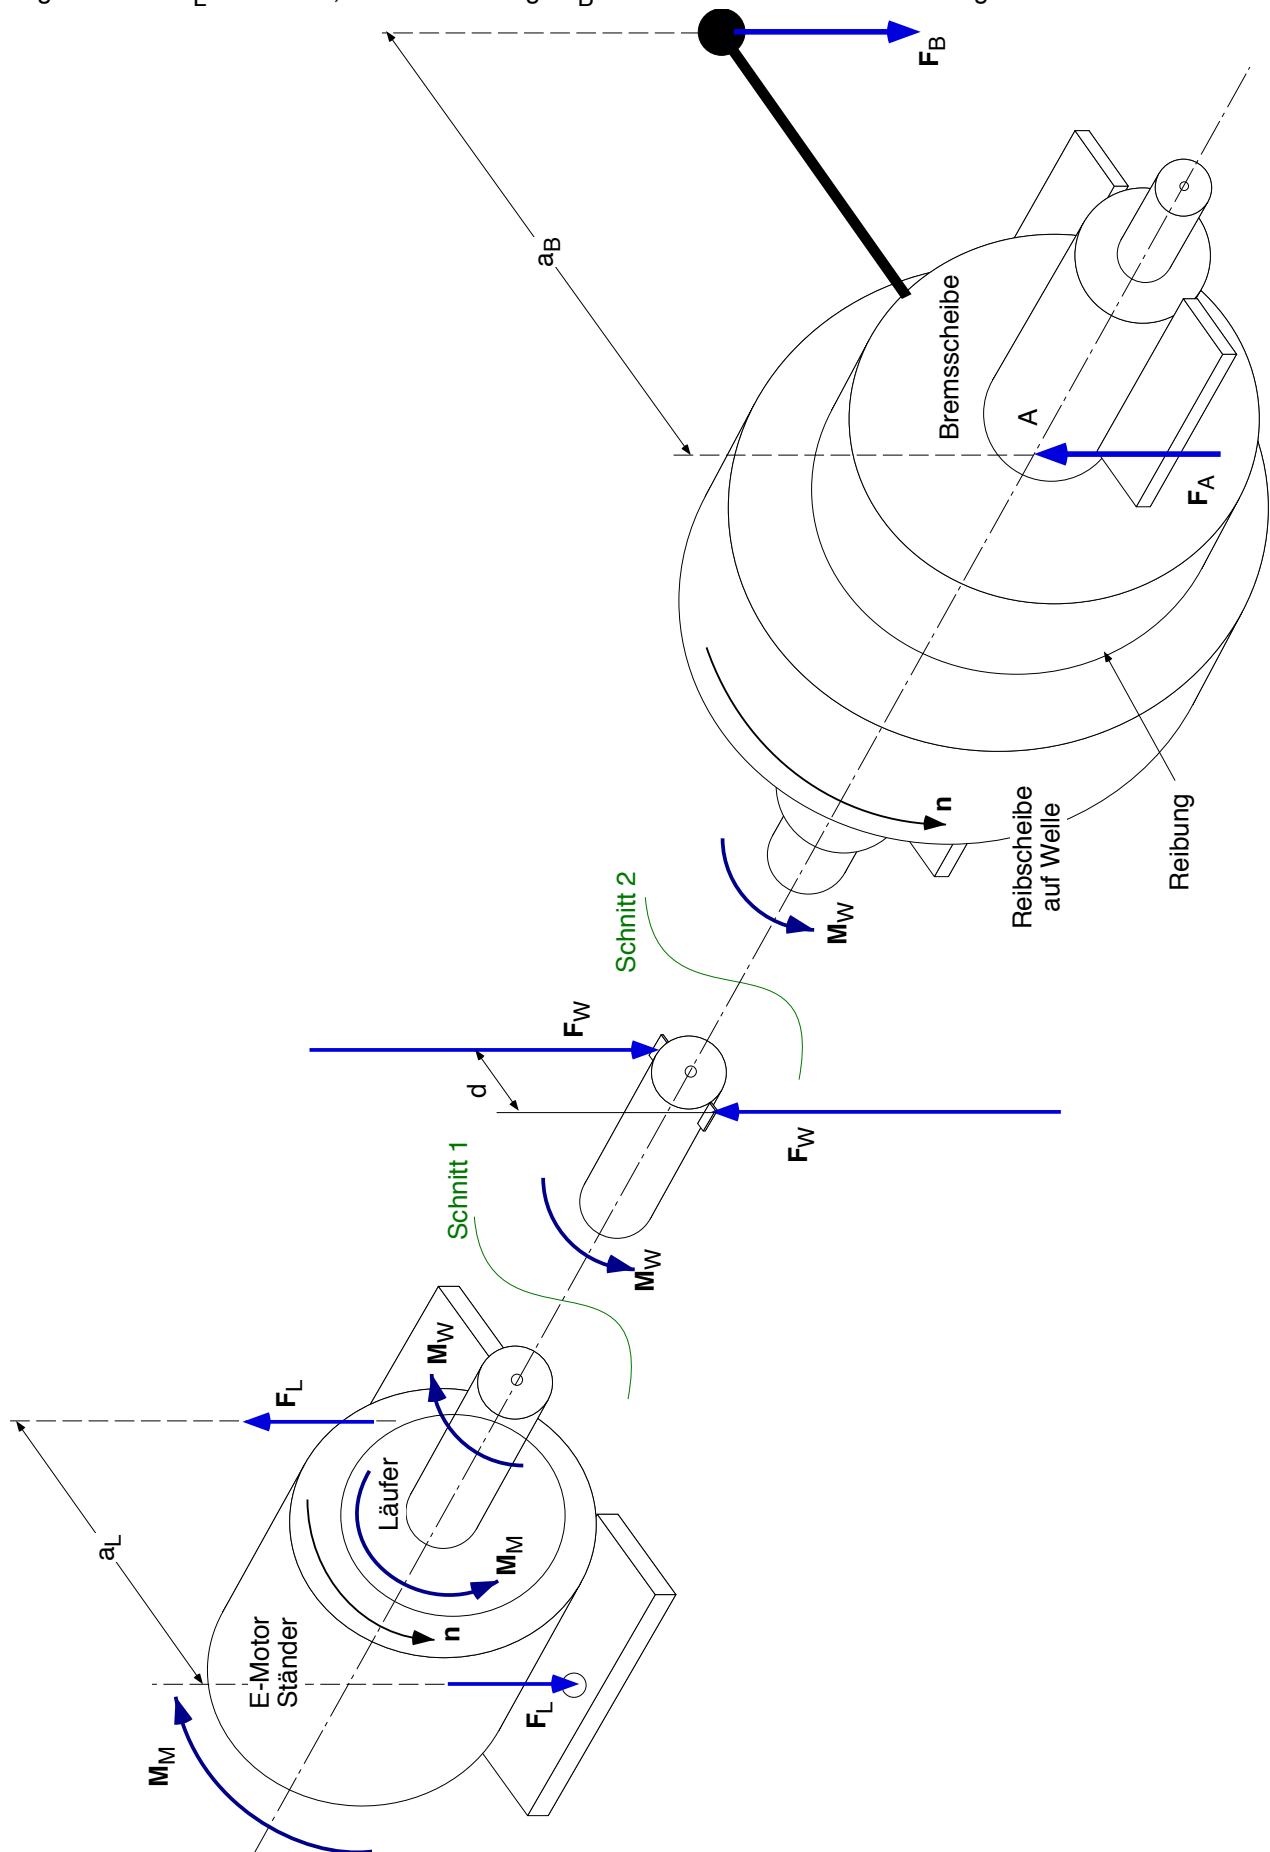 F_B
a_B
Bremsscheibe
A
F_A
n
Reibscheibe
auf Welle
Reibung
M_W
Schnitt 2
F_W
d
F_W
Schnitt 1
M_W
M_W
F_L
a_L
Läufer
M_M
n
E-Motor
Ständer
F_L
M_M